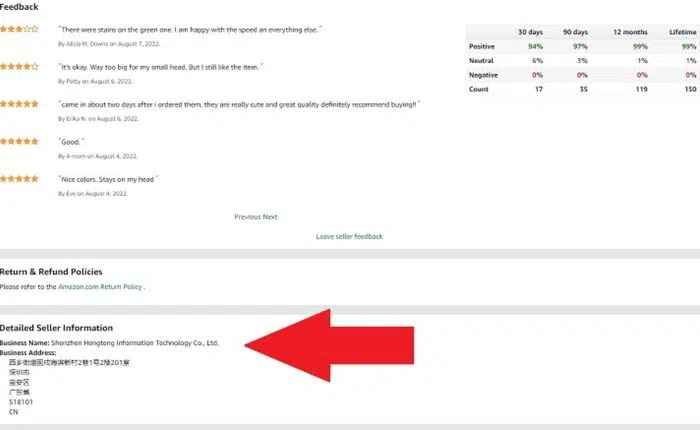 Feedback
"There were stains on the green one. I am happy with the speed an everything else."
By Alicia M. Downs on August 7, 2022.
"It's okay. Way too big for my small head. But I still like the item."
By Patty on August 6, 2022.
"came in about two days after i ordered them, they are really cute and great quality definitely recommend buying!!"
By Erika N. on August 6, 2022.
"Good."
By A mom on August 4, 2022.
"Nice colors. Stays on my head"
By Eve on August 4, 2022.
Previous Next
Leave seller feedback
30 days 90 days 12 months Lifetime
Positive 94% 97% 99% 99%
Neutral 6% 3% 1% 1%
Negative 0% 0% 0% 0%
Count 17 35 119 150
Return & Refund Policies
Please refer to the Amazon.com Return Policy .
Detailed Seller Information
Business Name: Shenzhen Hengteng Information Technology Co., Ltd.
Business Address:
西乡街道固戍海滨新村2巷1号2楼201室
深圳市
宝安区
广东省
518101
CN